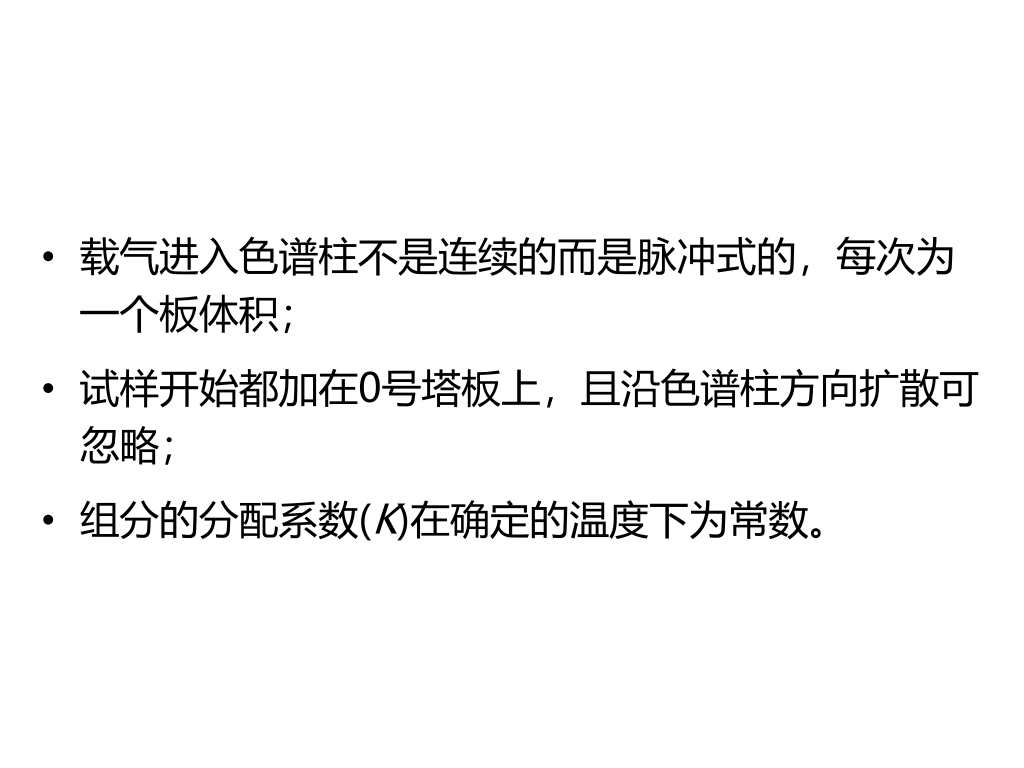 • 载气进入色谱柱不是连续的而是脉冲式的，每次为
一个板体积；
• 试样开始都加在0号塔板上，且沿色谱柱方向扩散可
忽略；
• 组分的分配系数(K)在确定的温度下为常数。